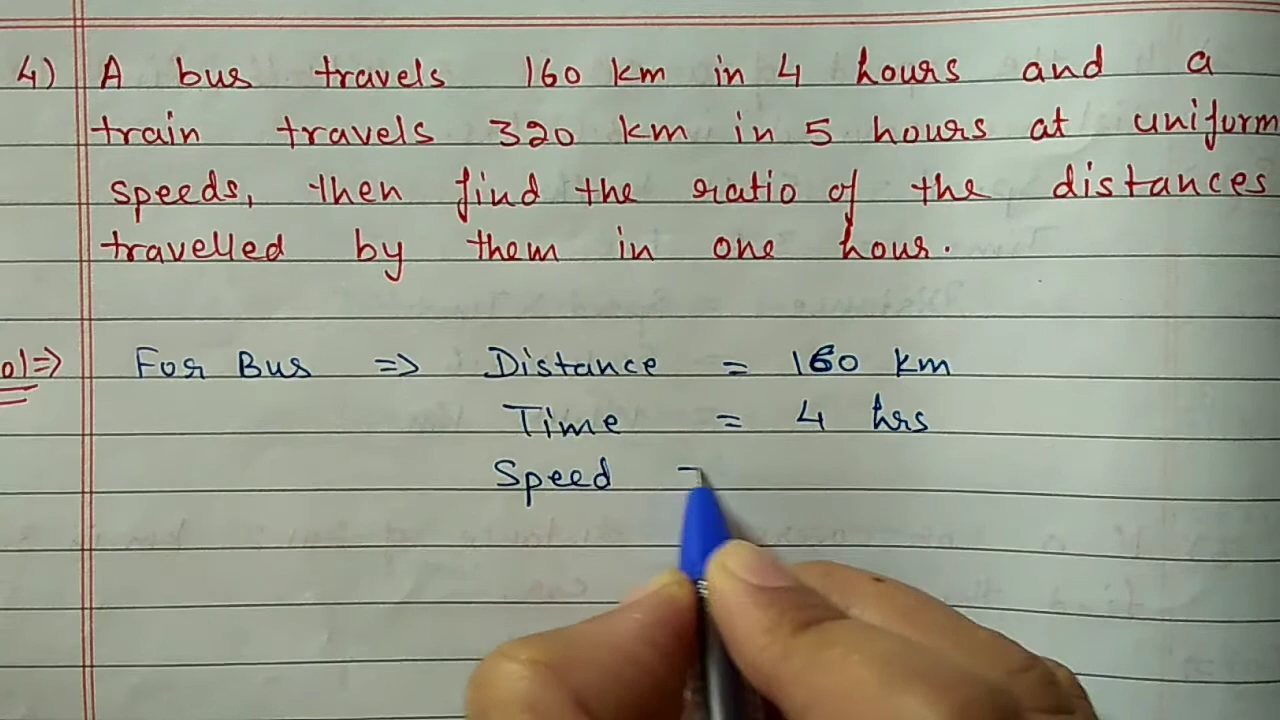 4) A bus travels 160 km in 4 hours and a
train travels 320 km in 5 hours at uniform
speeds, then find the ratio of the distances
travelled by them in one hour.
ol=> For Bus => Distance = 160 km
Time = 4 hrs
Speed